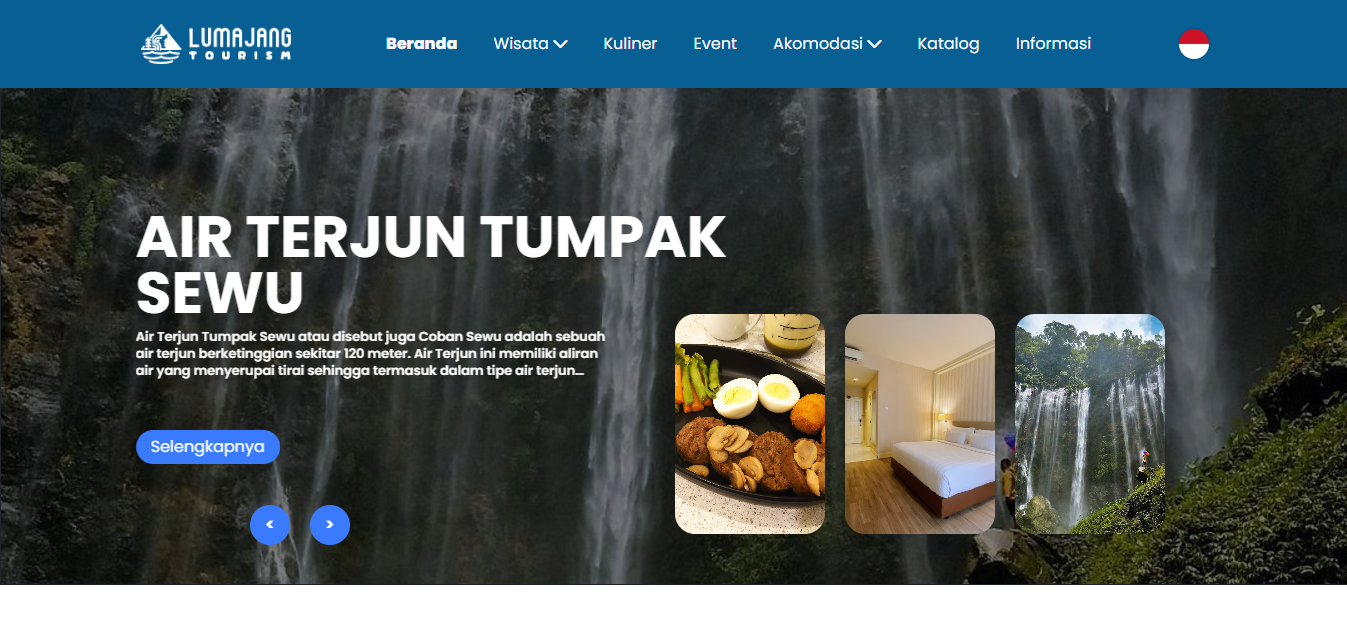 LUMAJANG
TOURISM
Beranda
Wisata
Kuliner
Event
Akomodasi
Katalog
Informasi
AIR TERJUN TUMPAK
SEWU
Air Terjun Tumpak Sewu atau disebut juga Coban Sewu adalah sebuah
air terjun berketinggian sekitar 120 meter. Air Terjun ini memiliki aliran
air yang menyerupai tirai sehingga termasuk dalam tipe air terjun...
Selengkapnya
< >